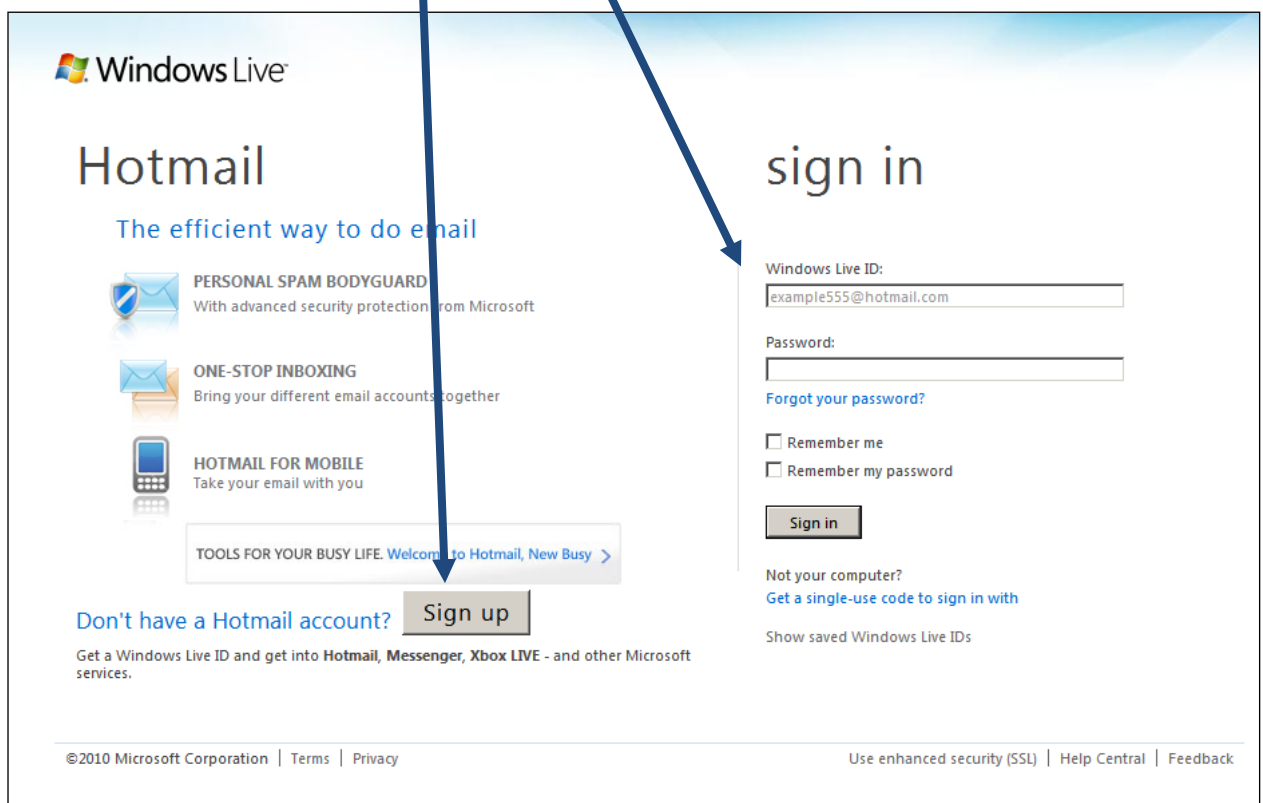 Windows Live
Hotmail
The efficient way to do email
PERSONAL SPAM BODYGUARD
With advanced security protection from Microsoft
ONE-STOP INBOXING
Bring your different email accounts together
HOTMAIL FOR MOBILE
Take your email with you
TOOLS FOR YOUR BUSY LIFE. Welcome to Hotmail, New Busy >
Don't have a Hotmail account? Sign up
Get a Windows Live ID and get into Hotmail, Messenger, Xbox LIVE - and other Microsoft
services.
sign in
Windows Live ID:
example555@hotmail.com
Password:
Forgot your password?
Remember me
Remember my password
Sign in
Not your computer?
Get a single-use code to sign in with
Show saved Windows Live IDs
©2010 Microsoft Corporation | Terms | Privacy
Use enhanced security (SSL) | Help Central | Feedback